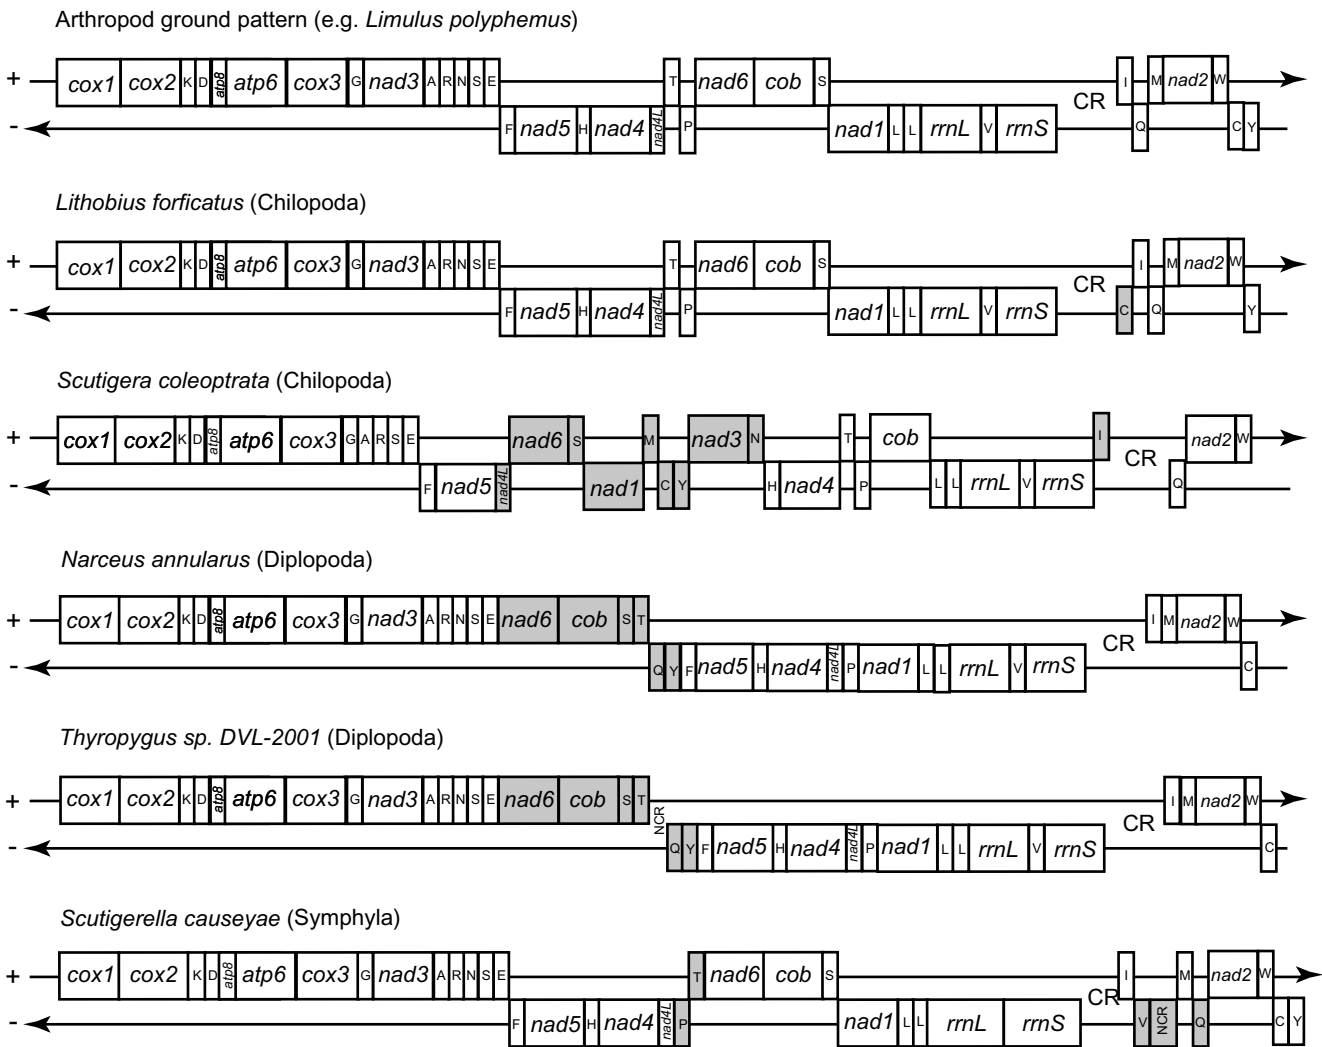 Arthropod ground pattern (e.g. Limulus polyphemus)
+ cox1 cox2 K D atp8 atp6 cox3 G nad3 A R N S E T nad6 cob S CR I M nad2 W
- F nad5 H nad4 nad4L P nad1 L L rrnL V rrnS Q C Y
Lithobius forficatus (Chilopoda)
+ cox1 cox2 K D atp8 atp6 cox3 G nad3 A R N S E T nad6 cob S CR I M nad2 W
- F nad5 H nad4 nad4L P nad1 L L rrnL V rrnS C Q Y
Scutigera coleoptrata (Chilopoda)
+ cox1 cox2 K D atp8 atp6 cox3 G A R S E nad6 S M nad3 N T cob I CR nad2 W
- F nad5 nad4L nad1 C Y H nad4 P L L rrnL V rrnS Q
Narceus annularus (Diplopoda)
+ cox1 cox2 K D atp8 atp6 cox3 G nad3 A R N S E nad6 cob S T CR I M nad2 W
- Q Y F nad5 H nad4 nad4L P nad1 L L rrnL V rrnS C
Thyropygus sp. DVL-2001 (Diplopoda)
+ cox1 cox2 K D atp8 atp6 cox3 G nad3 A R N S E nad6 cob S T NCR CR I M nad2 W
- Q Y F nad5 H nad4 nad4L P nad1 L L rrnL V rrnS C
Scutigerella causeyae (Symphyla)
+ cox1 cox2 K D atp8 atp6 cox3 G nad3 A R N S E T nad6 cob S CR I M nad2 W
- F nad5 H nad4 nad4L P nad1 L L rrnL rrnS V NCR Q C Y